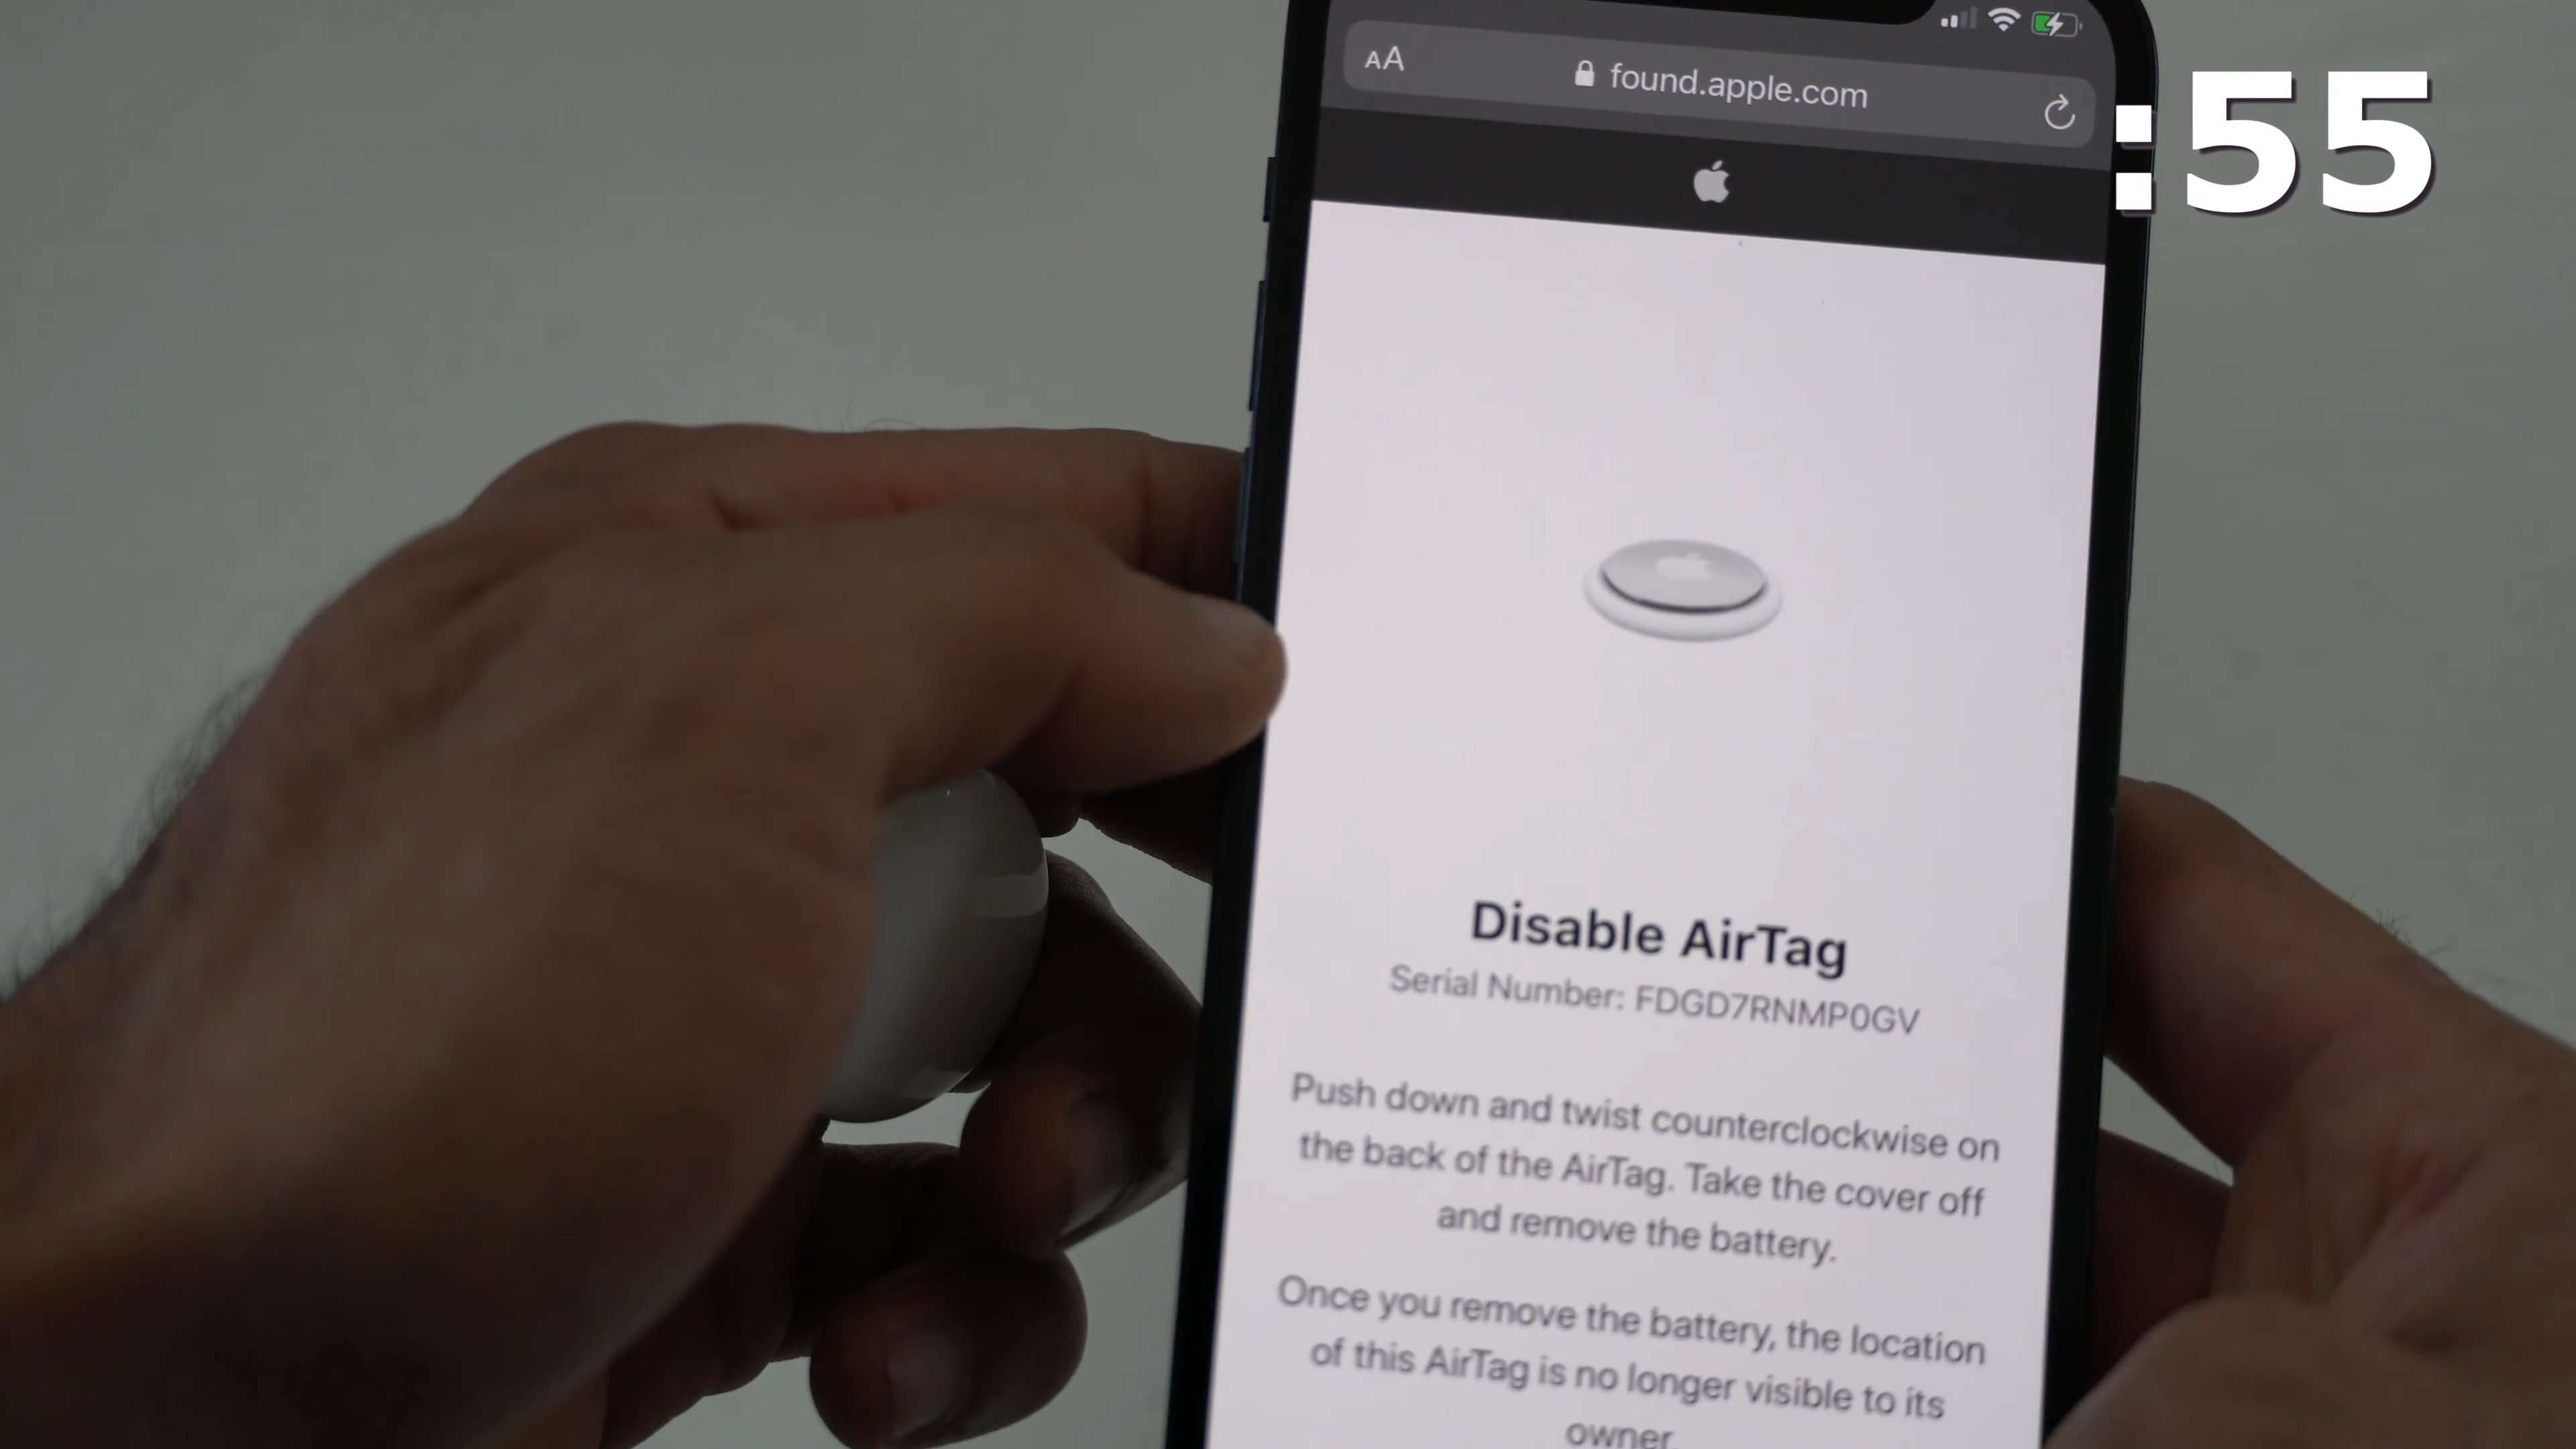 AA found.apple.com
:55
Disable AirTag
Serial Number: FDGD7RNMP0GV
Push down and twist counterclockwise on
the back of the AirTag. Take the cover off
and remove the battery.
Once you remove the battery, the location
of this AirTag is no longer visible to its
owner.